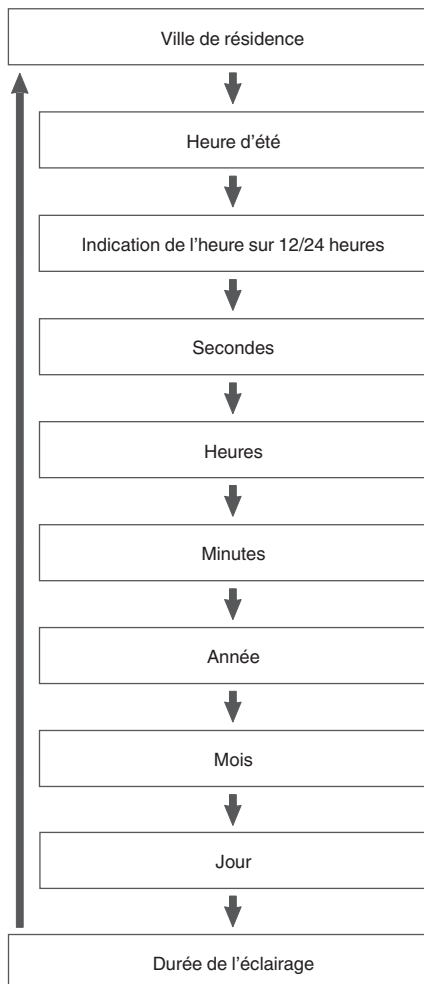 Ville de résidence
Heure d’été
Indication de l’heure sur 12/24 heures
Secondes
Heures
Minutes
Année
Mois
Jour
Durée de l’éclairage